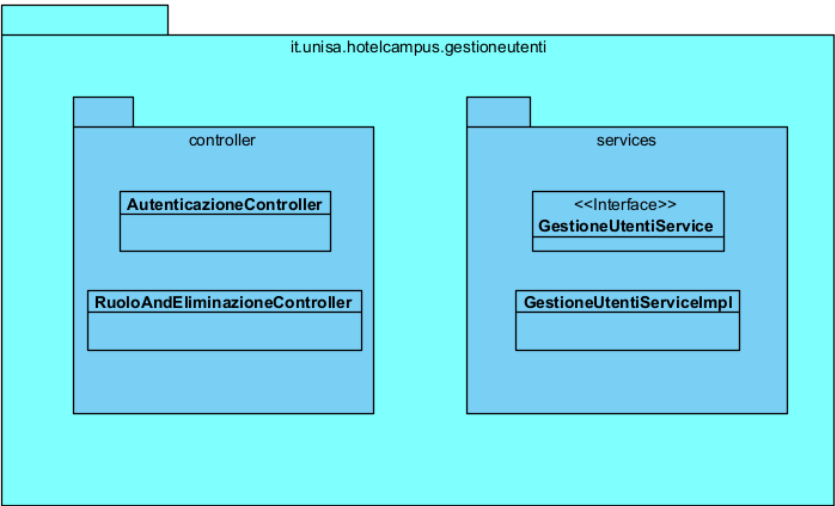 it.unisa.hotelcampus.gestioneutenti
controller
AutenticazioneController
RuoloAndEliminazioneController
services
<<Interface>>
GestioneUtentiService
GestioneUtentiServiceImpl